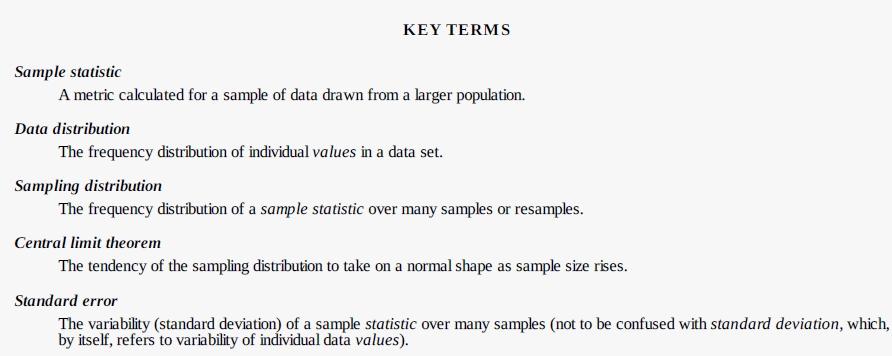 KEY TERMS
Sample statistic
A metric calculated for a sample of data drawn from a larger population.
Data distribution
The frequency distribution of individual values in a data set.
Sampling distribution
The frequency distribution of a sample statistic over many samples or resamples.
Central limit theorem
The tendency of the sampling distribution to take on a normal shape as sample size rises.
Standard error
The variability (standard deviation) of a sample statistic over many samples (not to be confused with standard deviation, which,
by itself, refers to variability of individual data values).